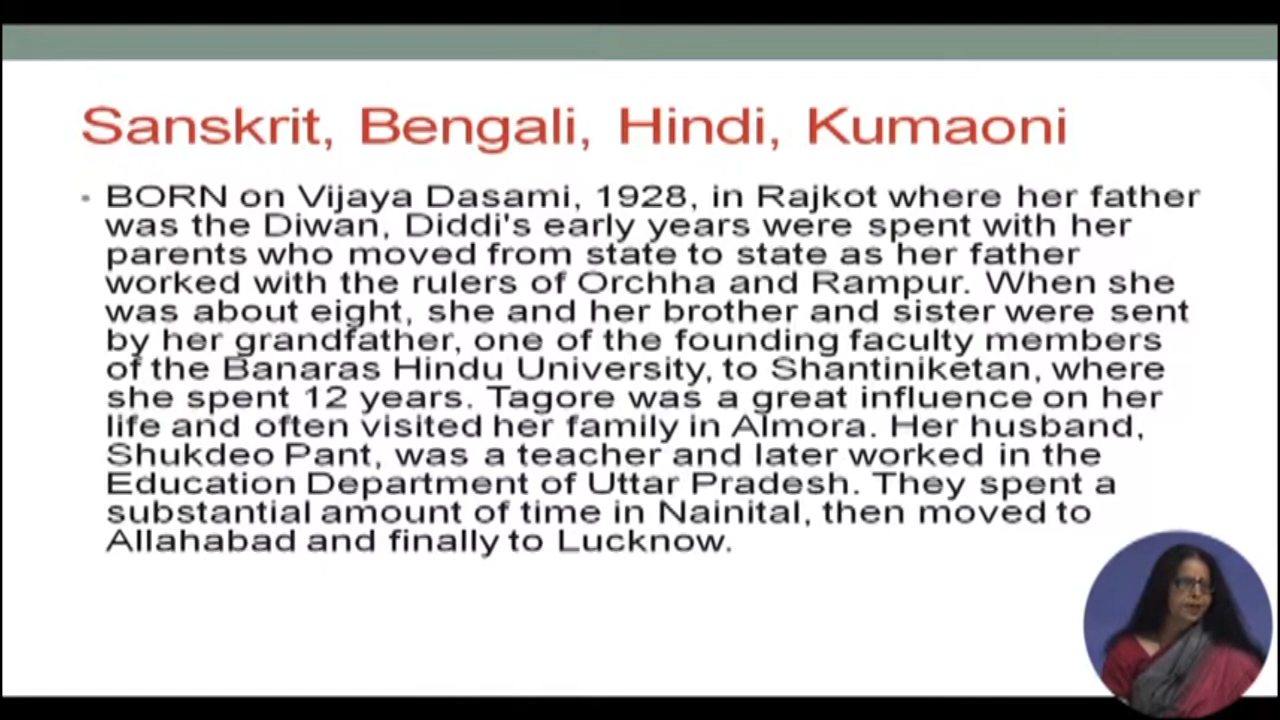 Sanskrit, Bengali, Hindi, Kumaoni
• BORN on Vijaya Dasami, 1928, in Rajkot where her father
was the Diwan, Diddi's early years were spent with her
parents who moved from state to state as her father
worked with the rulers of Orchha and Rampur. When she
was about eight, she and her brother and sister were sent
by her grandfather, one of the founding faculty members
of the Banaras Hindu University, to Shantiniketan, where
she spent 12 years. Tagore was a great influence on her
life and often visited her family in Almora. Her husband,
Shukdeo Pant, was a teacher and later worked in the
Education Department of Uttar Pradesh. They spent a
substantial amount of time in Nainital, then moved to
Allahabad and finally to Lucknow.